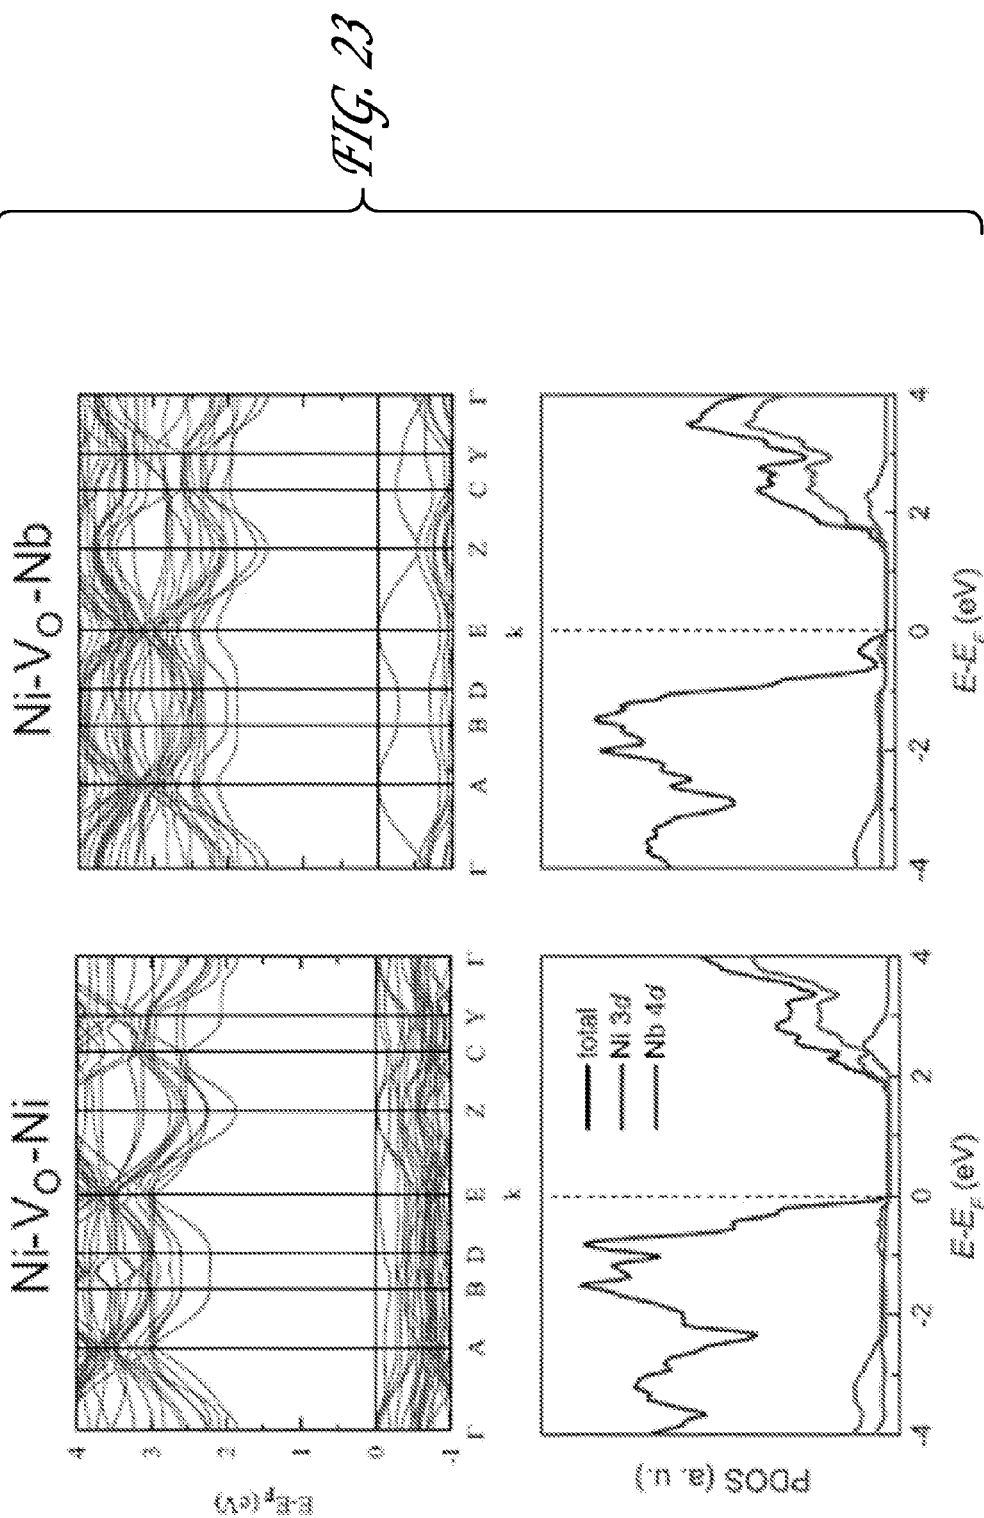 Ni-V_O-Ni
E-E_F (eV)
4
3
2
1
0
-1
Γ
A
B
D
E
Z
C
Y
Γ
k
PDOS (a. u.)
total
Ni 3d
Nb 4d
-4
-2
0
2
4
E-E_F (eV)
Ni-V_O-Nb
Γ
A
B
D
E
Z
C
Y
Γ
k
-4
-2
0
2
4
E-E_F (eV)
FIG. 23